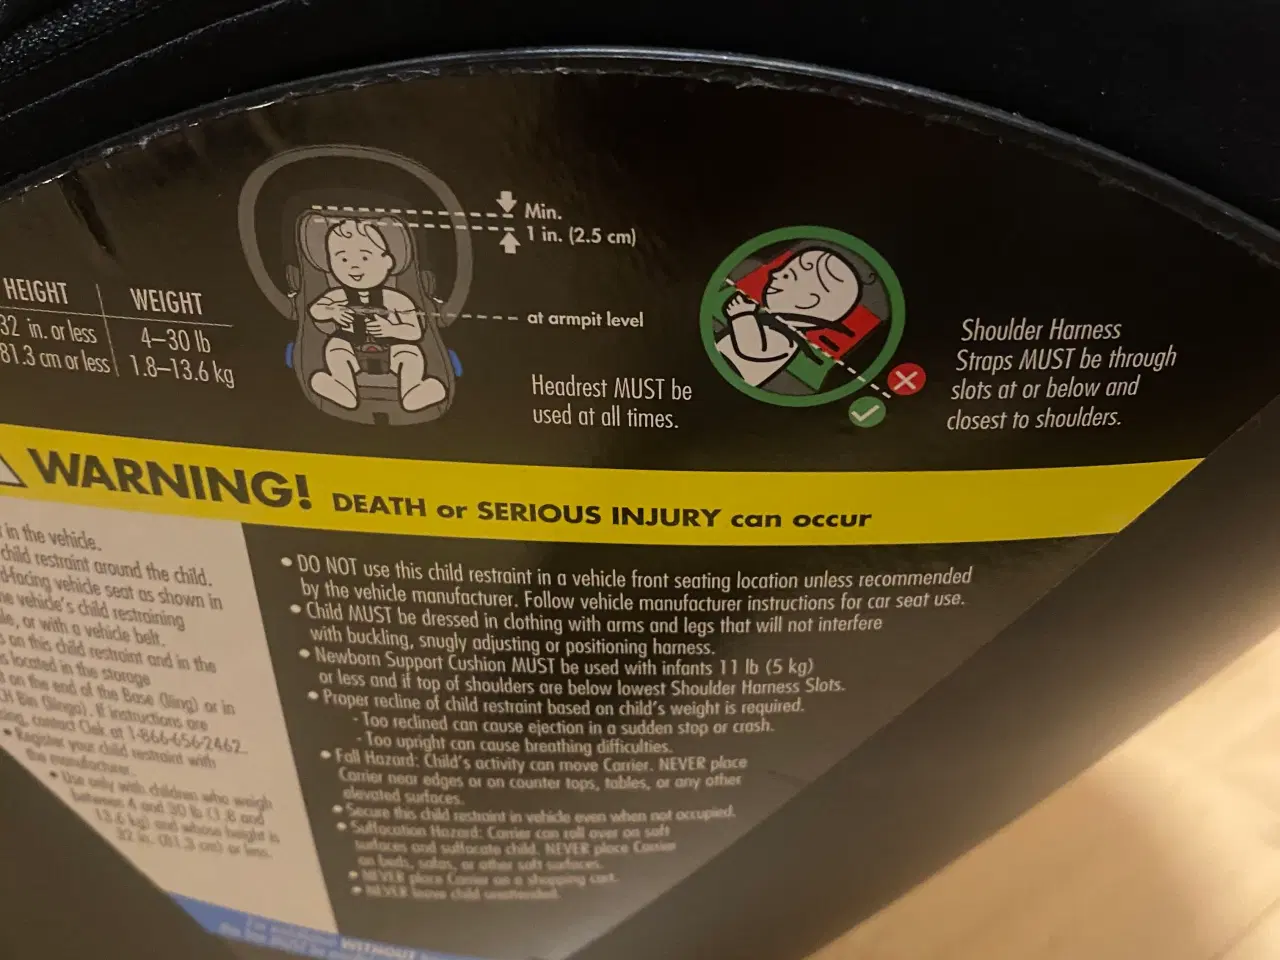 HEIGHT
WEIGHT
32 in. or less
4–30 lb
81.3 cm or less
1.8–13.6 kg
Min.
1 in. (2.5 cm)
at armpit level
Headrest MUST be
used at all times.
Shoulder Harness
Straps MUST be through
slots at or below and
closest to shoulders.
WARNING! DEATH or SERIOUS INJURY can occur
in the vehicle.
child restraint around the child.
-facing vehicle seat as shown in
vehicle's child restraining
or with a vehicle belt.
on this child restraint and in the
located in the storage
on the end of the Base (liing) or in
Bin (liingo). If instructions are
contact Clek at 1-866-656-2462.
• Register your child restraint with
the manufacturer.
• Use only with children who weigh
between 4 and 30 lb (1.8 and
13.6 kg) and whose height is
32 in. (81.3 cm) or less.
• DO NOT use this child restraint in a vehicle front seating location unless recommended
by the vehicle manufacturer. Follow vehicle manufacturer instructions for car seat use.
• Child MUST be dressed in clothing with arms and legs that will not interfere
with buckling, snugly adjusting or positioning harness.
• Newborn Support Cushion MUST be used with infants 11 lb (5 kg)
or less and if top of shoulders are below lowest Shoulder Harness Slots.
• Proper recline of child restraint based on child's weight is required.
- Too reclined can cause ejection in a sudden stop or crash.
- Too upright can cause breathing difficulties.
• Fall Hazard: Child's activity can move Carrier. NEVER place
Carrier near edges or on counter tops, tables, or any other
elevated surfaces.
• Secure this child restraint in vehicle even when not occupied.
• Suffocation Hazard: Carrier can roll over on soft
surfaces and suffocate child. NEVER place Carrier
on beds, sofas, or other soft surfaces.
• NEVER place Carrier on a shopping cart.
• NEVER leave child unattended.
WITHOUT